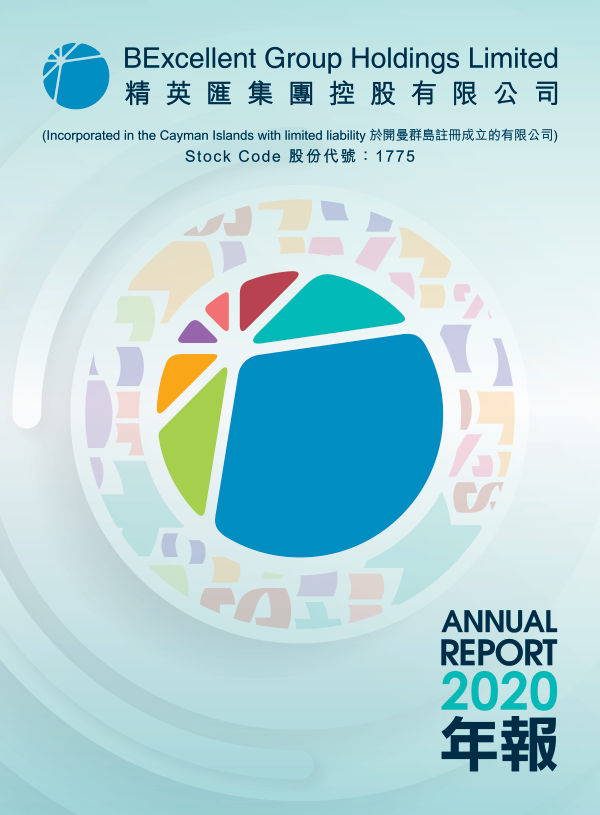 BExcellent Group Holdings Limited
精英匯集團控股有限公司
(Incorporated in the Cayman Islands with limited liability 於開曼群島註冊成立的有限公司)
Stock Code 股份代號：1775
ANNUAL
REPORT
2020
年報